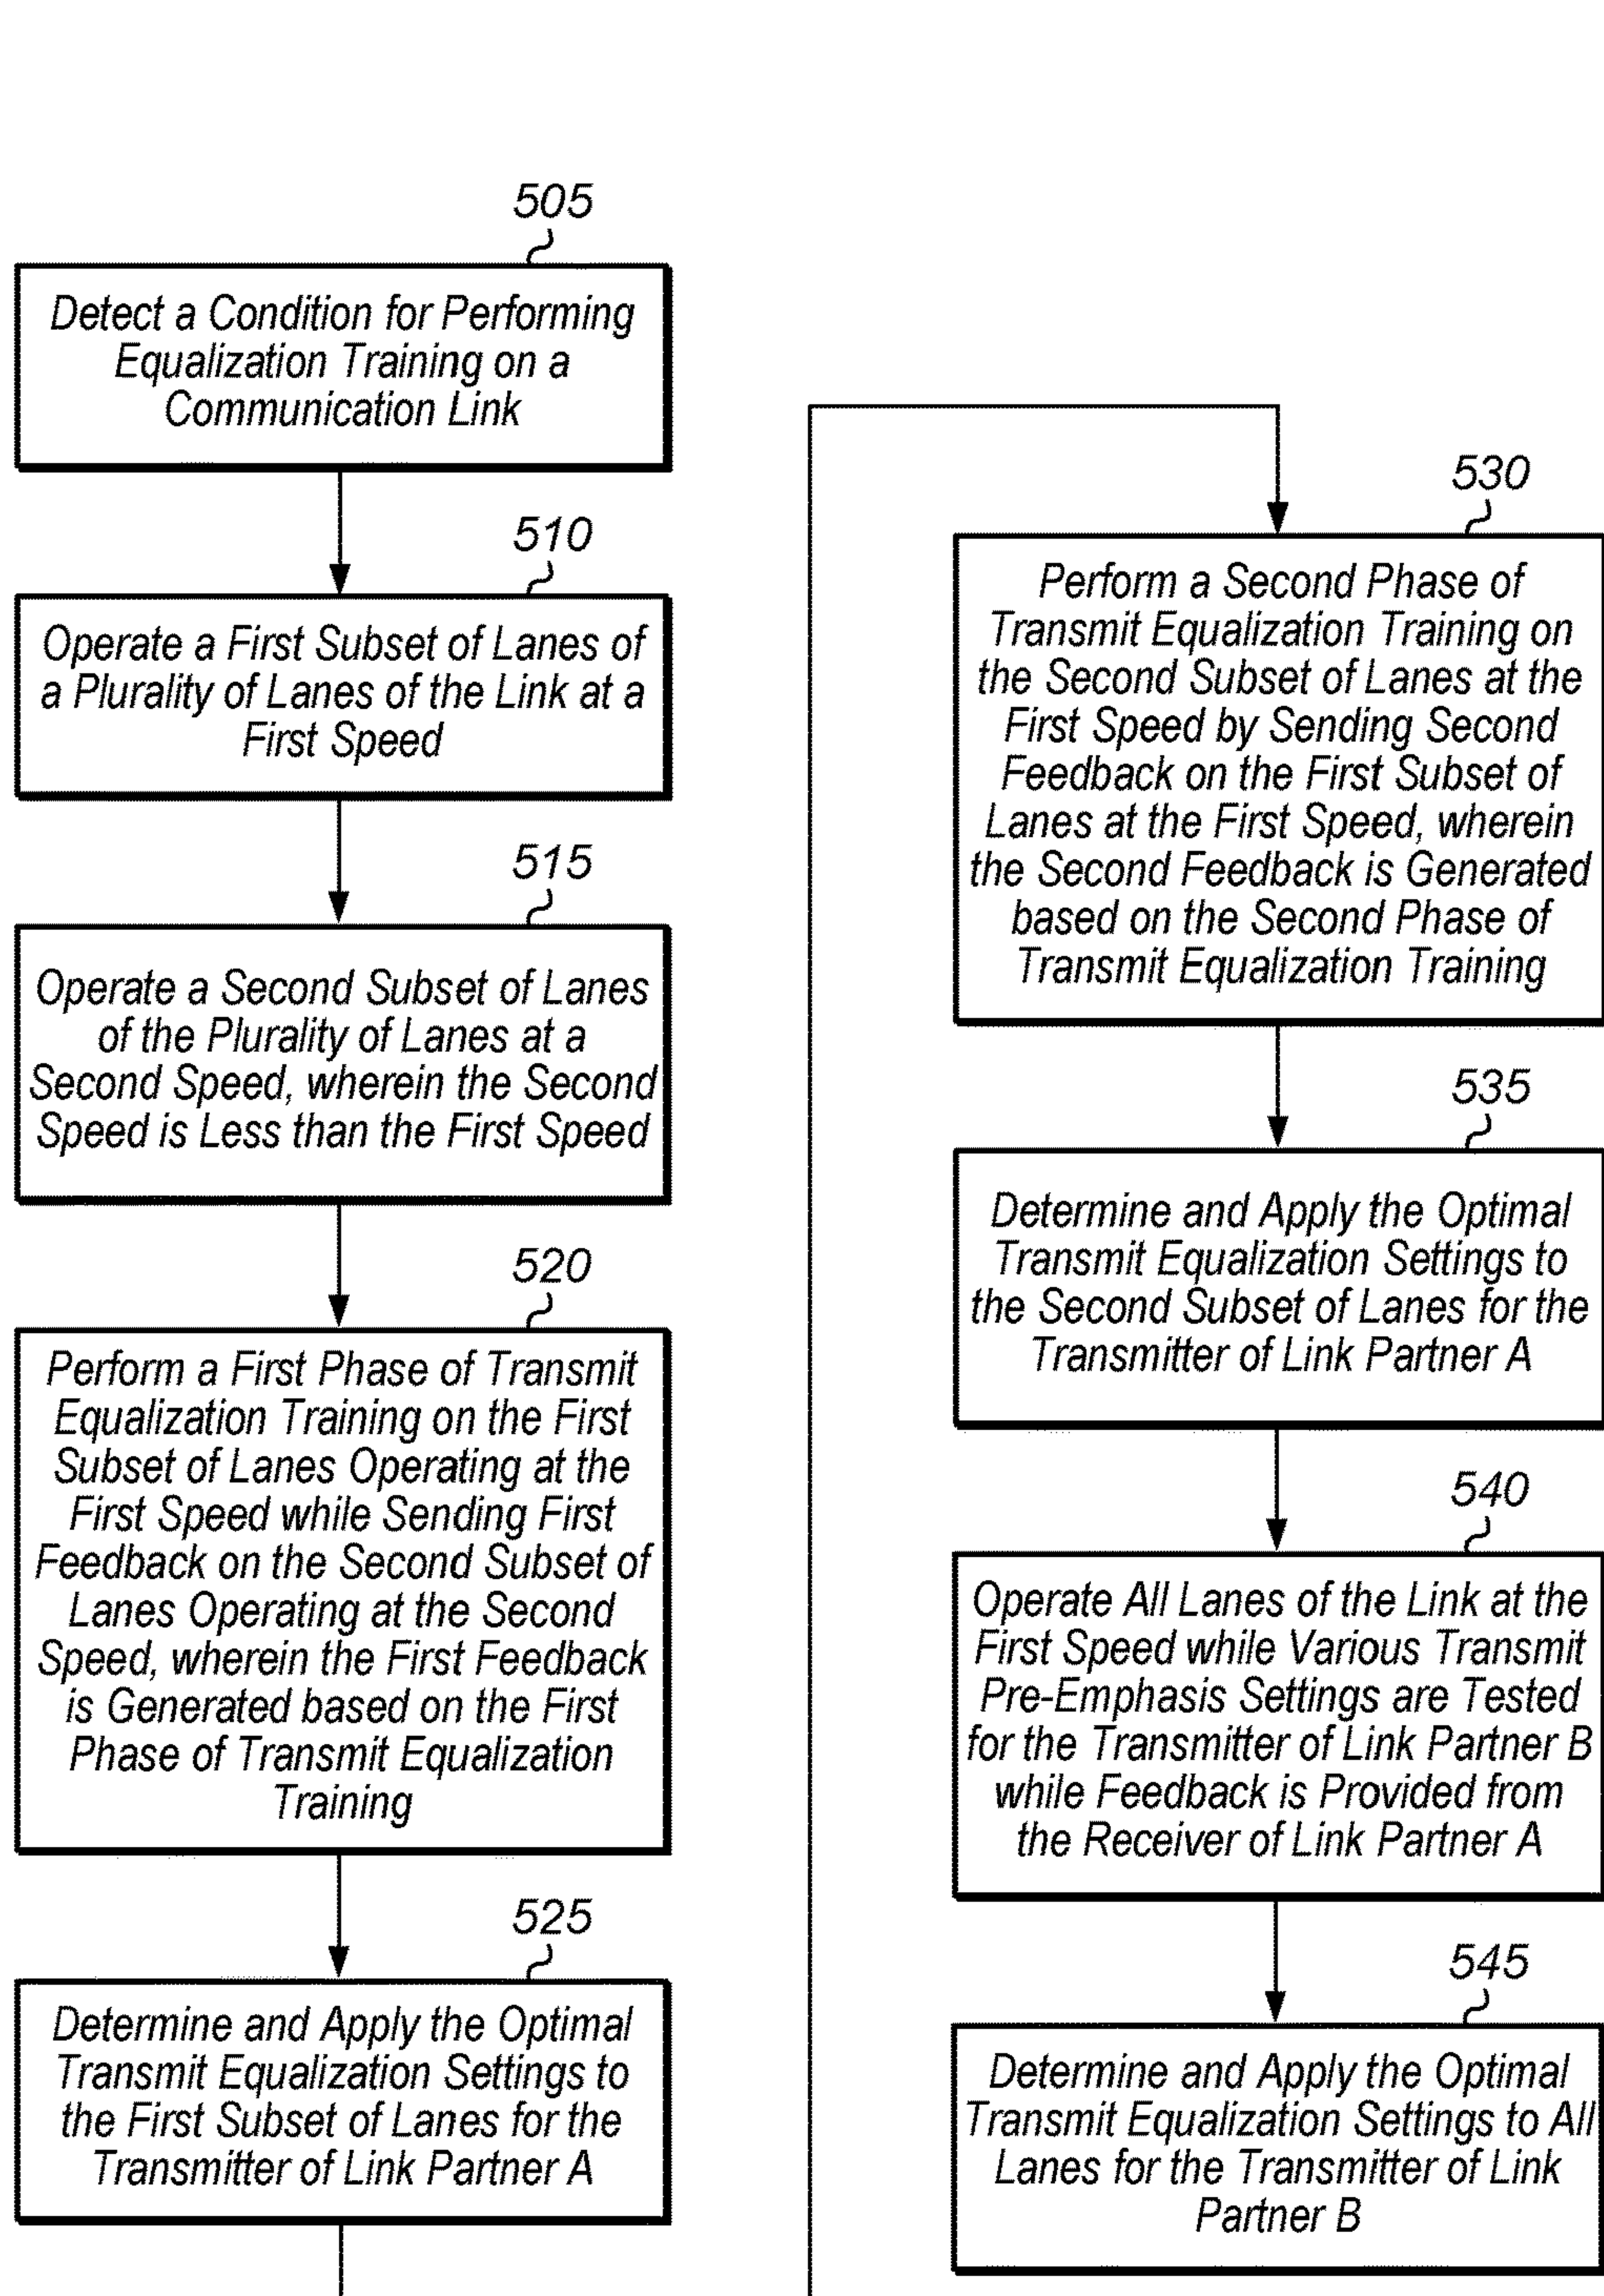 505
Detect a Condition for Performing
Equalization Training on a
Communication Link
510
Operate a First Subset of Lanes of
a Plurality of Lanes of the Link at a
First Speed
515
Operate a Second Subset of Lanes
of the Plurality of Lanes at a
Second Speed, wherein the Second
Speed is Less than the First Speed
520
Perform a First Phase of Transmit
Equalization Training on the First
Subset of Lanes Operating at the
First Speed while Sending First
Feedback on the Second Subset of
Lanes Operating at the Second
Speed, wherein the First Feedback
is Generated based on the First
Phase of Transmit Equalization
Training
525
Determine and Apply the Optimal
Transmit Equalization Settings to
the First Subset of Lanes for the
Transmitter of Link Partner A
530
Perform a Second Phase of
Transmit Equalization Training on
the Second Subset of Lanes at the
First Speed by Sending Second
Feedback on the First Subset of
Lanes at the First Speed, wherein
the Second Feedback is Generated
based on the Second Phase of
Transmit Equalization Training
535
Determine and Apply the Optimal
Transmit Equalization Settings to
the Second Subset of Lanes for the
Transmitter of Link Partner A
540
Operate All Lanes of the Link at the
First Speed while Various Transmit
Pre-Emphasis Settings are Tested
for the Transmitter of Link Partner B
while Feedback is Provided from
the Receiver of Link Partner A
545
Determine and Apply the Optimal
Transmit Equalization Settings to All
Lanes for the Transmitter of Link
Partner B